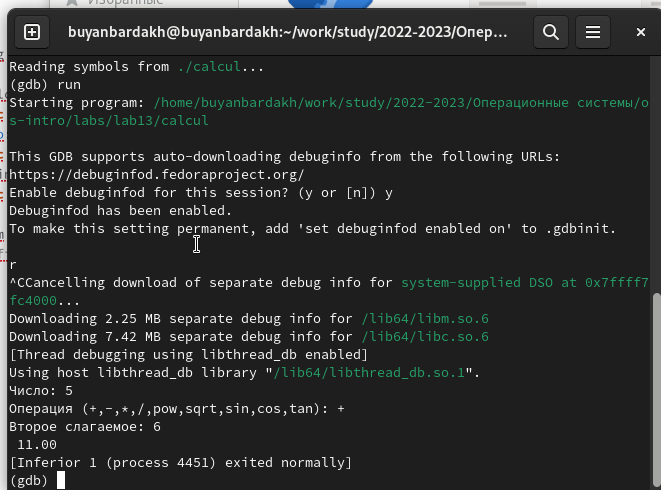 Избранные
buyanbardakh@buyanbardakh:~/work/study/2022-2023/Опер...
Reading symbols from ./calcul...
(gdb) run
Starting program: /home/buyanbardakh/work/study/2022-2023/Операционные системы/o
s-intro/labs/lab13/calcul
This GDB supports auto-downloading debuginfo from the following URLs:
https://debuginfod.fedoraproject.org/
Enable debuginfod for this session? (y or [n]) y
Debuginfod has been enabled.
To make this setting permanent, add 'set debuginfod enabled on' to .gdbinit.
r
^CCancelling download of separate debug info for system-supplied DSO at 0x7ffff7
fc4000...
Downloading 2.25 MB separate debug info for /lib64/libm.so.6
Downloading 7.42 MB separate debug info for /lib64/libc.so.6
[Thread debugging using libthread_db enabled]
Using host libthread_db library "/lib64/libthread_db.so.1".
Число: 5
Операция (+,-,*,/,pow,sqrt,sin,cos,tan): +
Второе слагаемое: 6
11.00
[Inferior 1 (process 4451) exited normally]
(gdb)